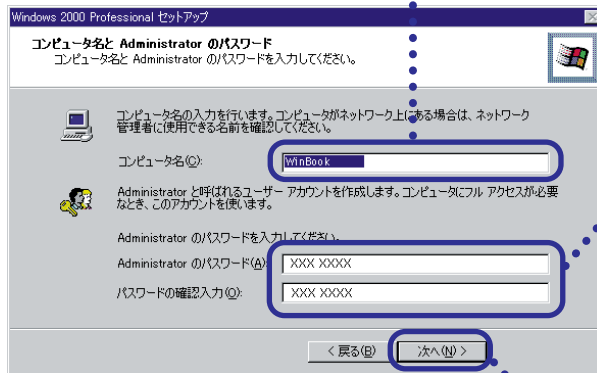 Windows 2000 Professional セットアップ
コンピュータ名と Administrator のパスワード
コンピュータ名と Administrator のパスワードを入力してください。
コンピュータ名の入力を行います。コンピュータがネットワーク上にある場合は、ネットワーク
管理者に使用できる名前を確認してください。
コンピュータ名(C):
WinBook
Administrator と呼ばれるユーザー アカウントを作成します。コンピュータにフル アクセスが必要
なとき、このアカウントを使います。
Administrator のパスワードを入力してください。
Administrator のパスワード(A):
XXX XXXX
パスワードの確認入力(O):
XXX XXXX
< 戻る(B)
次へ(N) >